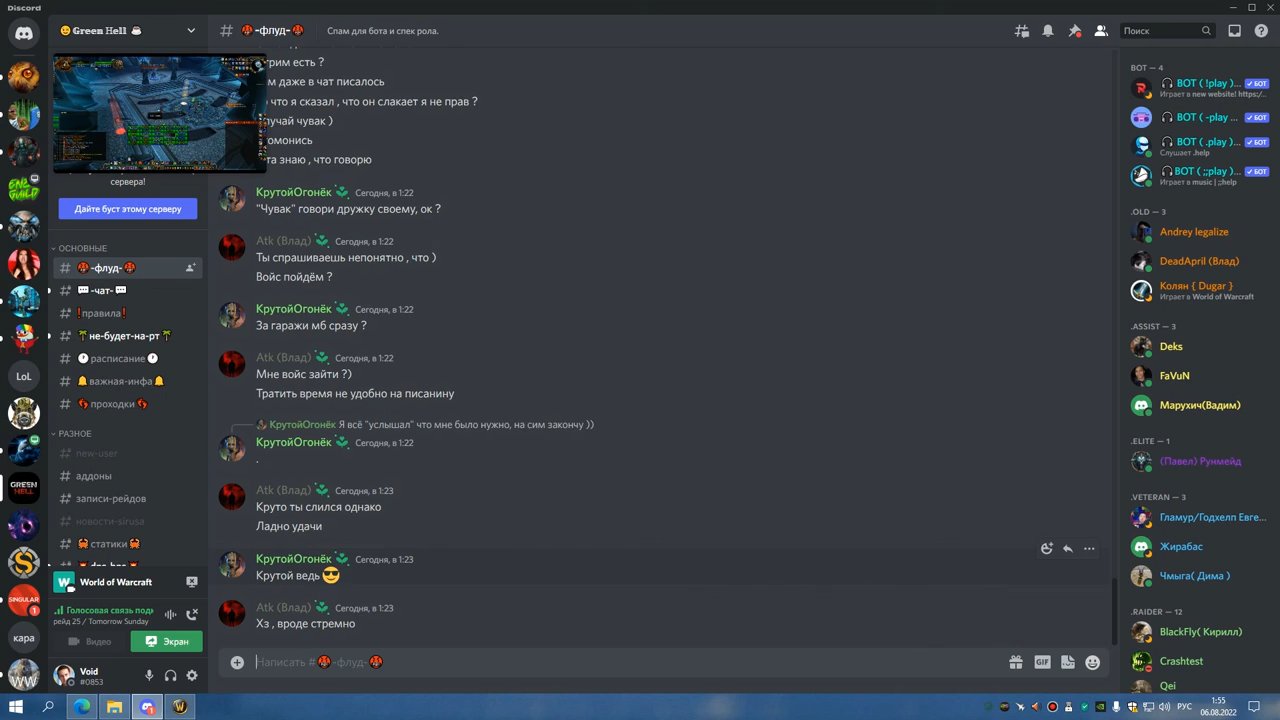 Discord
Green Hell
# -флуд-
Спам для бота и спек рола.
Поиск
сервера!
Дайте буст этому серверу
ОСНОВНЫЕ
# -флуд-
# -чат-
# правила
# не-будет-на-рт
# расписание
# важная-инфа
# проходки
РАЗНОЕ
# new-user
# аддоны
# записи-рейдов
# новости-sirusa
# статики
World of Warcraft
Голосовая связь подк
рейд 25 / Tomorrow Sunday
Видео
Экран
Void
#0853
LoL
GREEN HELL
SINGULAR
1
кара
WW
даже в чат писалось
что я сказал , что он слакает я не прав ?
чувак )
знаю , что говорю
КрутойОгонёк Сегодня, в 1:22
"Чувак" говори дружку своему, ок ?
Atk (Влад) Сегодня, в 1:22
Ты спрашиваешь непонятно , что )
Войс пойдём ?
КрутойОгонёк Сегодня, в 1:22
За гаражи мб сразу ?
Atk (Влад) Сегодня, в 1:22
Мне войс зайти ?)
Тратить время не удобно на писанину
КрутойОгонёк Я всё "услышал" что мне было нужно, на сим закончу ))
КрутойОгонёк Сегодня, в 1:22
.
Atk (Влад) Сегодня, в 1:23
Круто ты слился однако
Ладно удачи
КрутойОгонёк Сегодня, в 1:23
Крутой ведь
Atk (Влад) Сегодня, в 1:23
Хз , вроде стремно
Написать # -флуд-
GIF
BOT — 4
BOT ( !play )... БОТ
Играет в new website! https:/...
BOT ( -play ... БОТ
BOT ( .play )... БОТ
Слушает .help
BOT ( ;;play )... БОТ
Играет в music | ;;help
.OLD — 3
Andrey legalize
DeadApril (Влад)
Колян { Dugar }
Играет в World of Warcraft
.ASSIST — 3
Deks
FaVuN
Марухич(Вадим)
.ELITE — 1
(Павел) Рунмейд
.VETERAN — 3
Гламур/Годхелп Евге...
Жирабас
Чмыга( Дима )
.RAIDER — 12
BlackFly( Кирилл)
Crashtest
Qei
РУС
1:55
06.08.2022